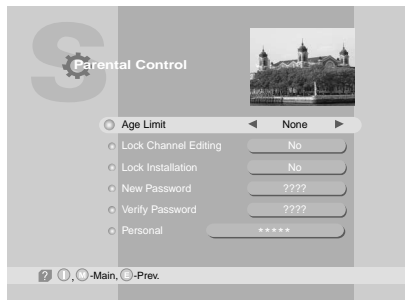 S
Parental Control
Age Limit ◀ None ▶
Lock Channel Editing No
Lock Installation No
New Password ????
Verify Password ????
Personal *****
? i, M-Main, E-Prev.